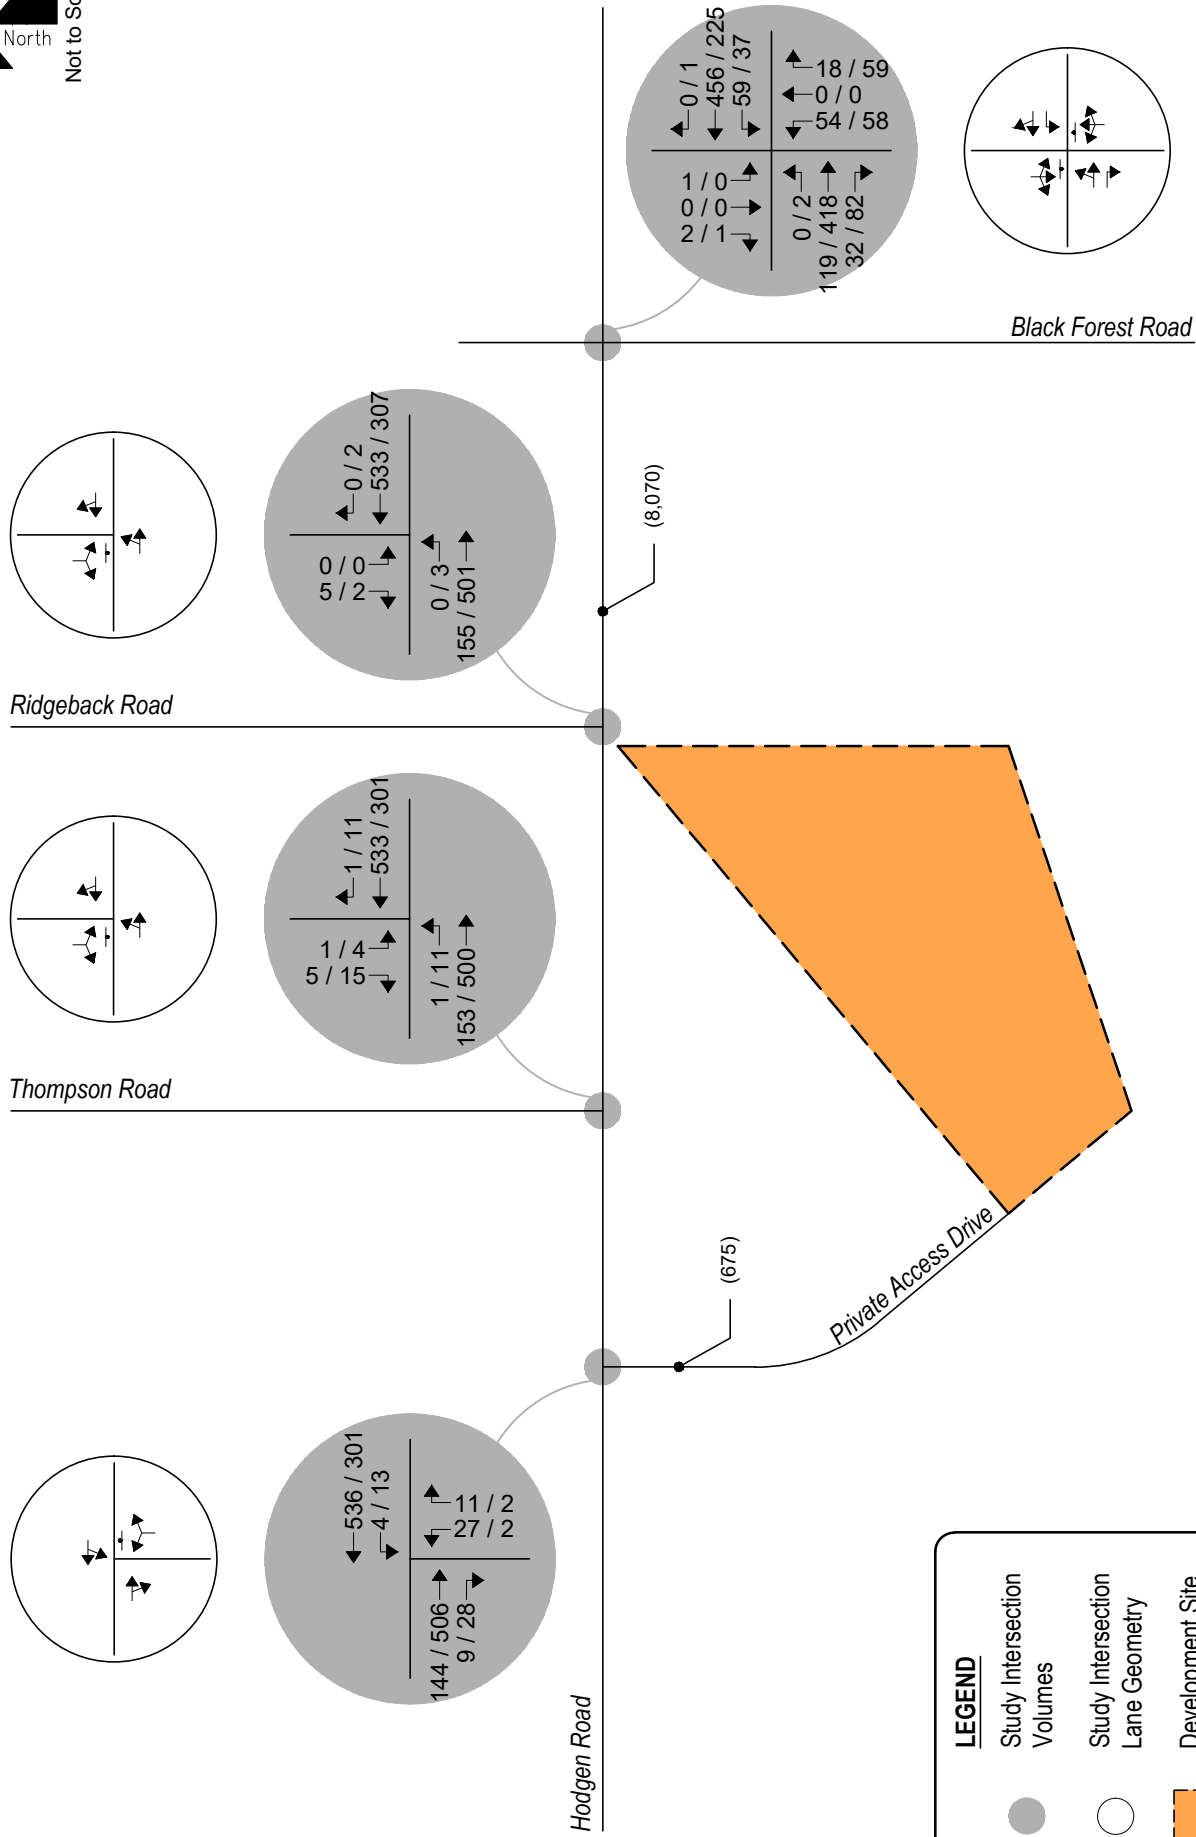 North
Not to Sc
0 / 1
456 / 225
59 / 37
18 / 59
0 / 0
54 / 58
1 / 0
0 / 0
2 / 1
0 / 2
119 / 418
32 / 82
Black Forest Road
0 / 2
533 / 307
0 / 0
5 / 2
0 / 3
155 / 501
(8,070)
Ridgeback Road
1 / 11
533 / 301
1 / 4
5 / 15
1 / 11
153 / 500
Thompson Road
(675)
Private Access Drive
536 / 301
4 / 13
11 / 2
27 / 2
144 / 506
9 / 28
Hodgen Road
LEGEND
Study Intersection
Volumes
Study Intersection
Lane Geometry
Development Site